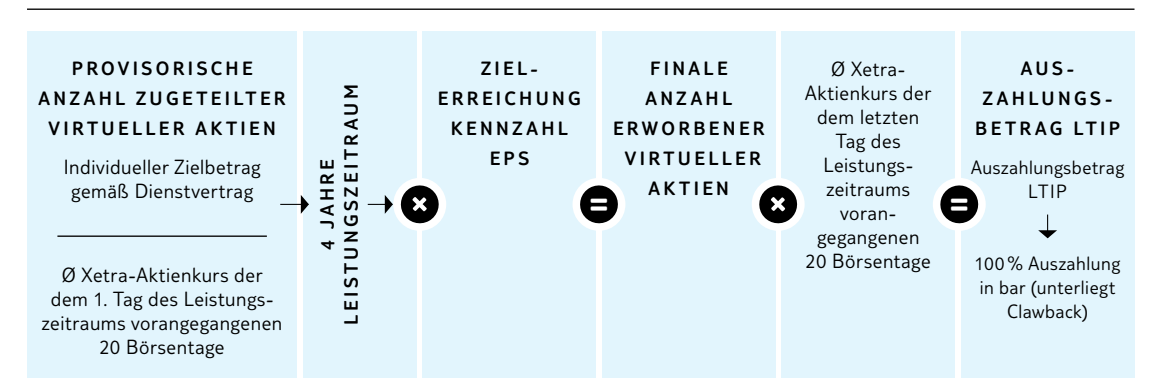 PROVISORISCHE
ANZAHL ZUGETEILTER
VIRTUELLER AKTIEN
Individueller Zielbetrag
gemäß Dienstvertrag
Ø Xetra-Aktienkurs der
dem 1. Tag des Leistungs-
zeitraums vorangegangenen
20 Börsentage
4 JAHRE
LEISTUNGSZEITRAUM
×
ZIEL-
ERREICHUNG
KENNZAHL
EPS
=
FINALE
ANZAHL
ERWORBENER
VIRTUELLER
AKTIEN
×
Ø Xetra-
Aktienkurs der
dem letzten
Tag des
Leistungs-
zeitraums
voran-
gegangenen
20 Börsentage
=
AUS-
ZAHLUNGS-
BETRAG LTIP
Auszahlungsbetrag
LTIP
100 % Auszahlung
in bar (unterliegt
Clawback)